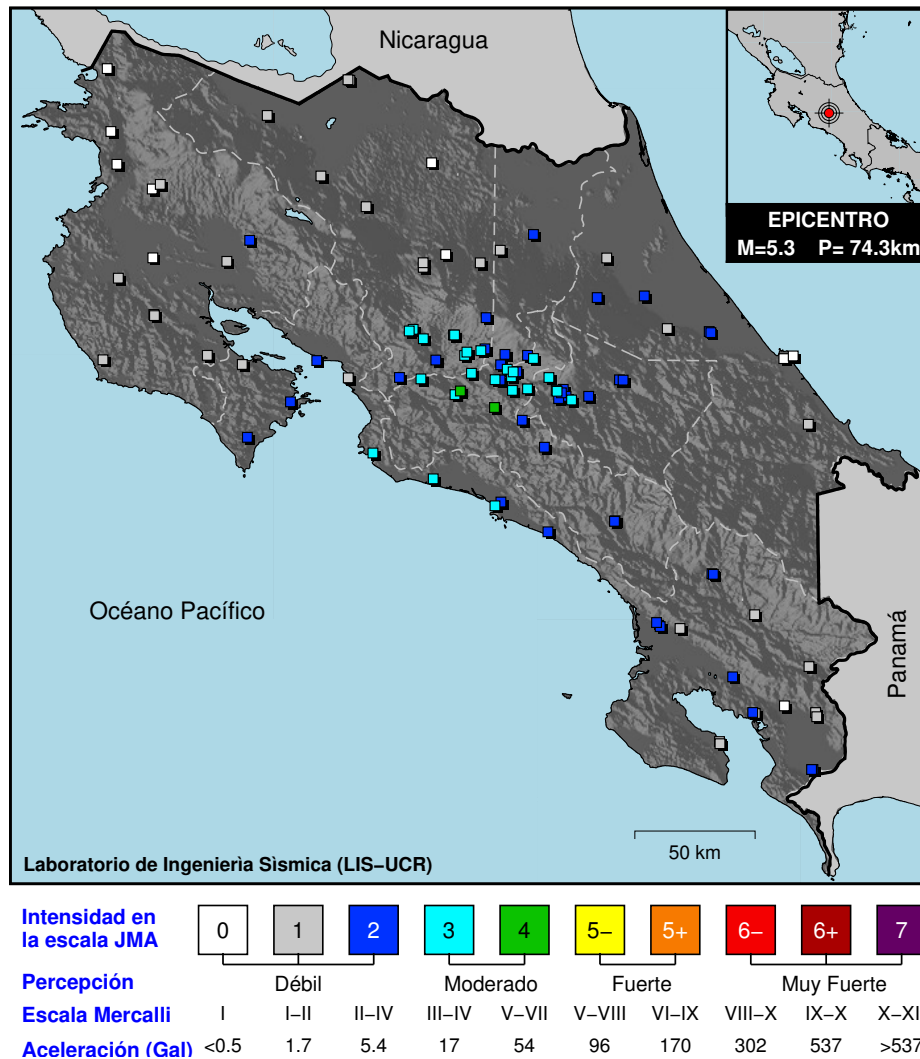 Nicaragua
EPICENTRO
M=5.3 P= 74.3km
Océano Pacífico
Panamá
50 km
Laboratorio de Ingenierìa Sìsmica (LIS−UCR)
Intensidad en
la escala JMA
0 1 2 3 4 5− 5+ 6− 6+ 7
Percepción Débil Moderado Fuerte Muy Fuerte
Escala Mercalli I I−II II−IV III−IV V−VII V−VIII VI−IX VIII−X IX−X X−XI
Aceleración (Gal) <0.5 1.7 5.4 17 54 96 170 302 537 >537